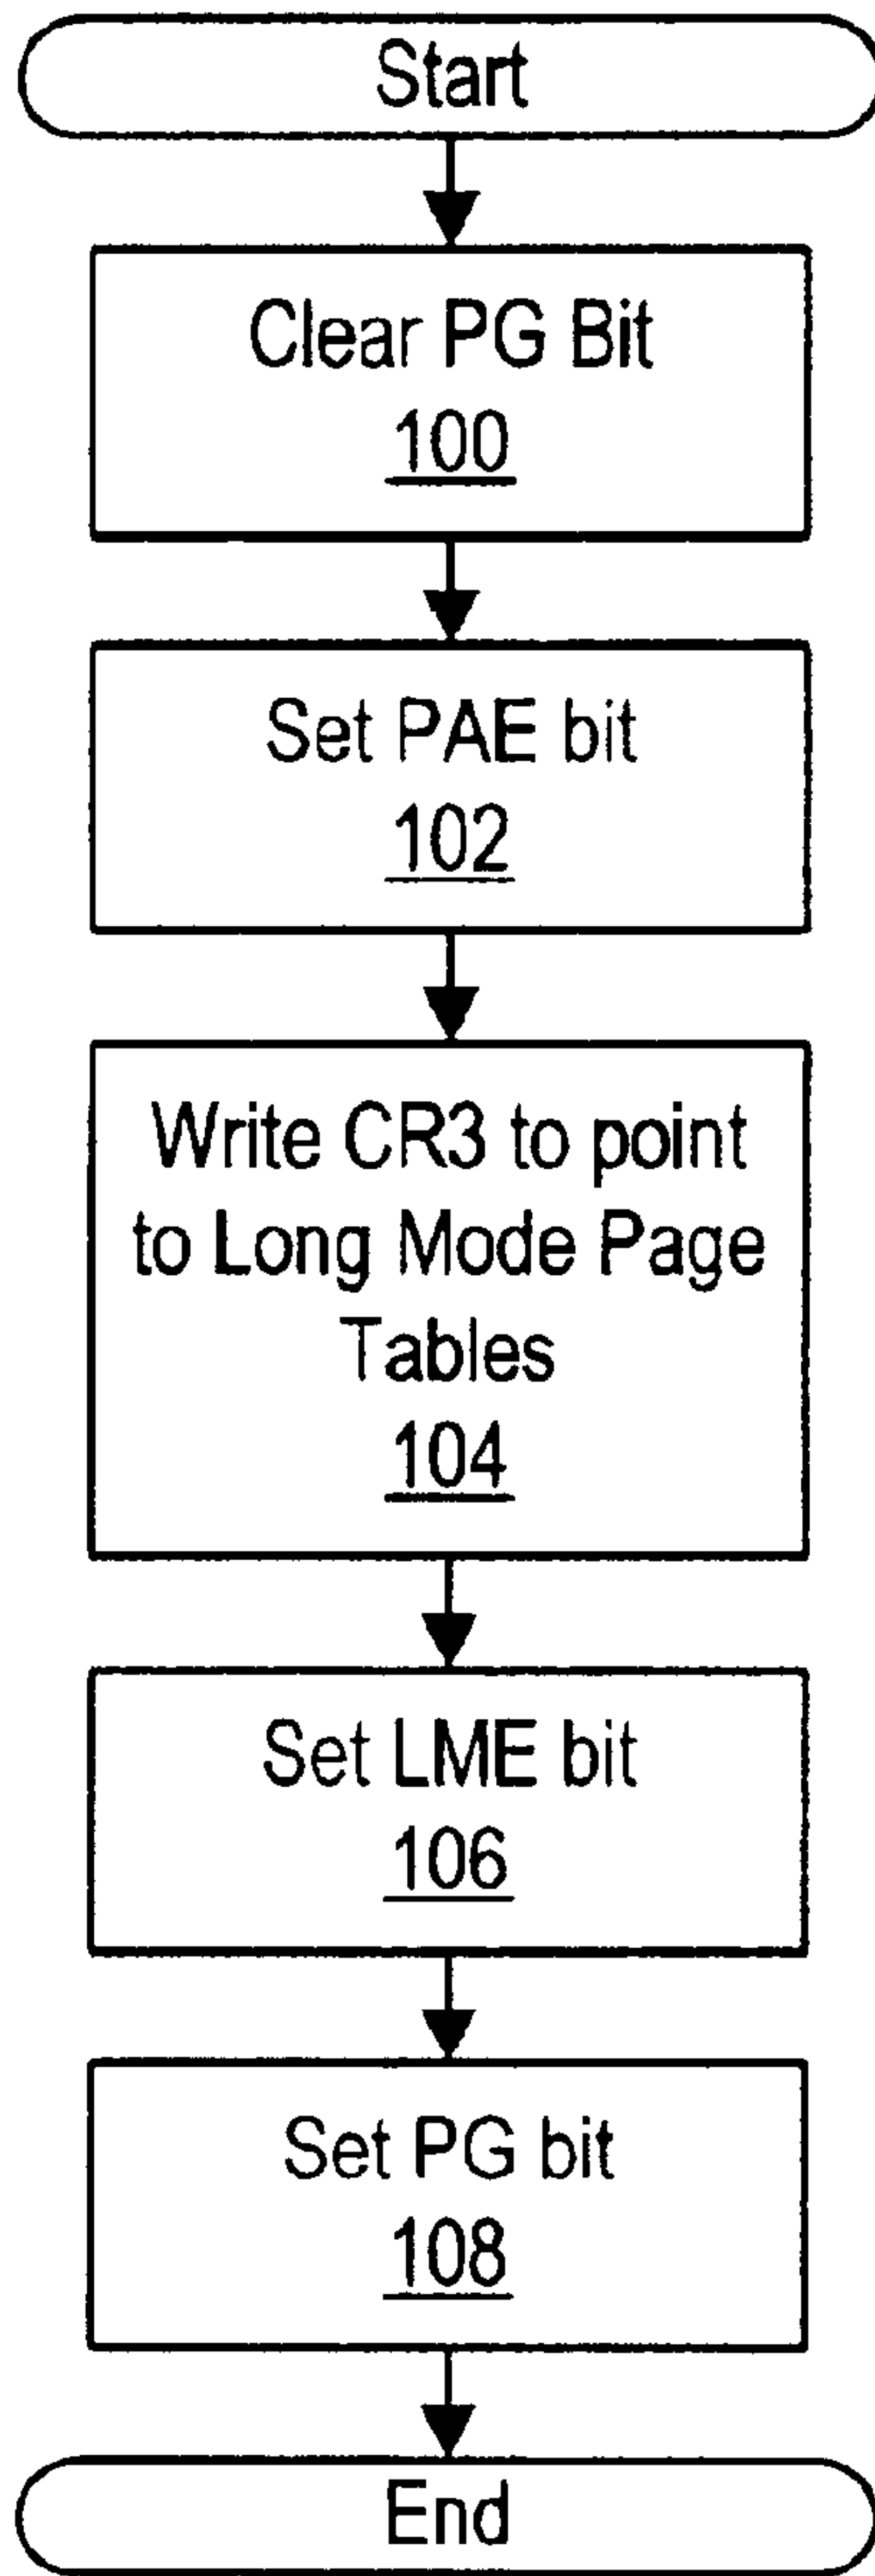 Start
Clear PG Bit
100
Set PAE bit
102
Write CR3 to point
to Long Mode Page
Tables
104
Set LME bit
106
Set PG bit
108
End